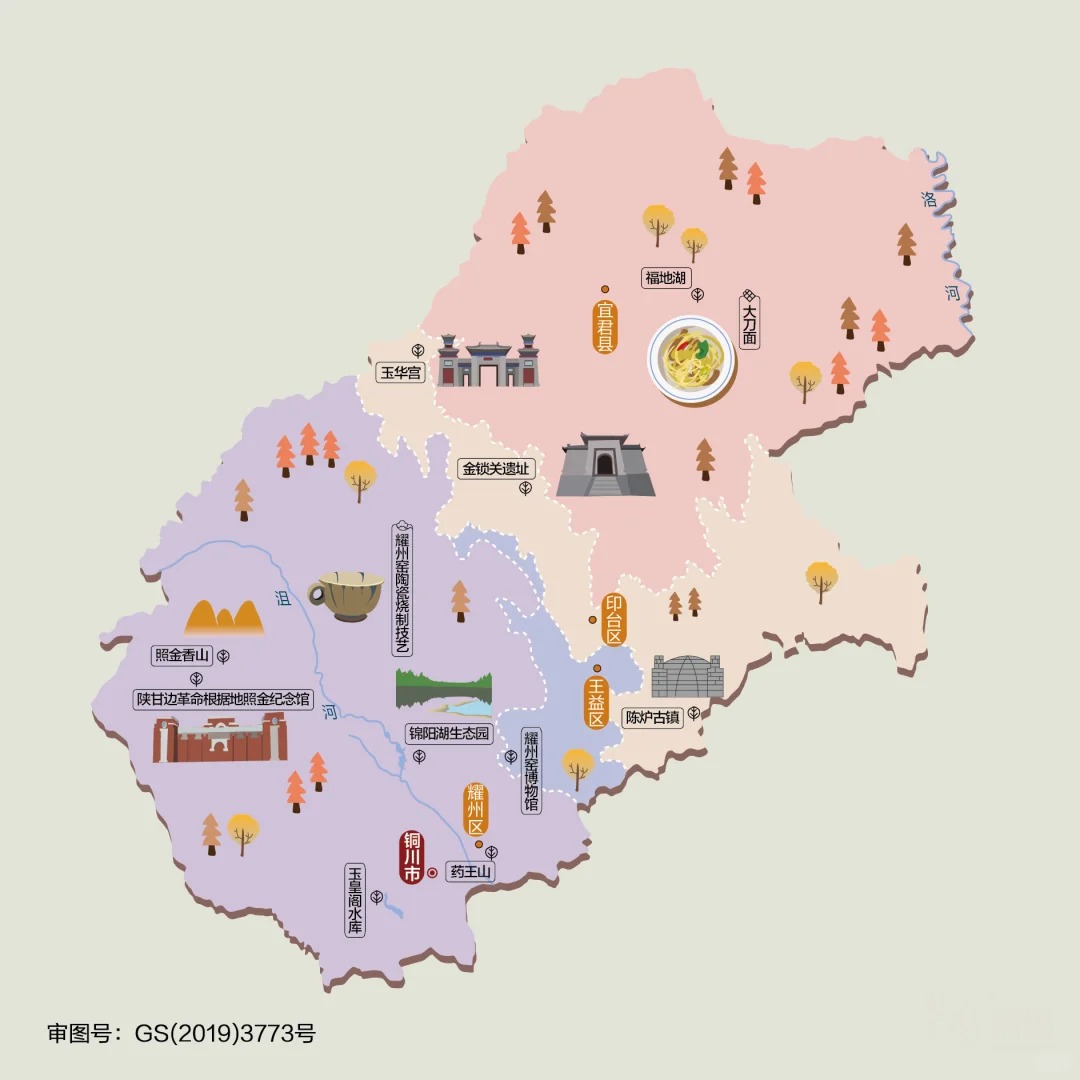 洛河
福地湖
大刀面
宜君县
玉华宫
金锁关遗址
耀州窑陶瓷烧制技艺
沮河
印台区
照金香山
王益区
陕甘边革命根据地照金纪念馆
陈炉古镇
锦阳湖生态园
耀州窑博物馆
耀州区
铜川市
药王山
玉皇阁水库
审图号：GS(2019)3773号